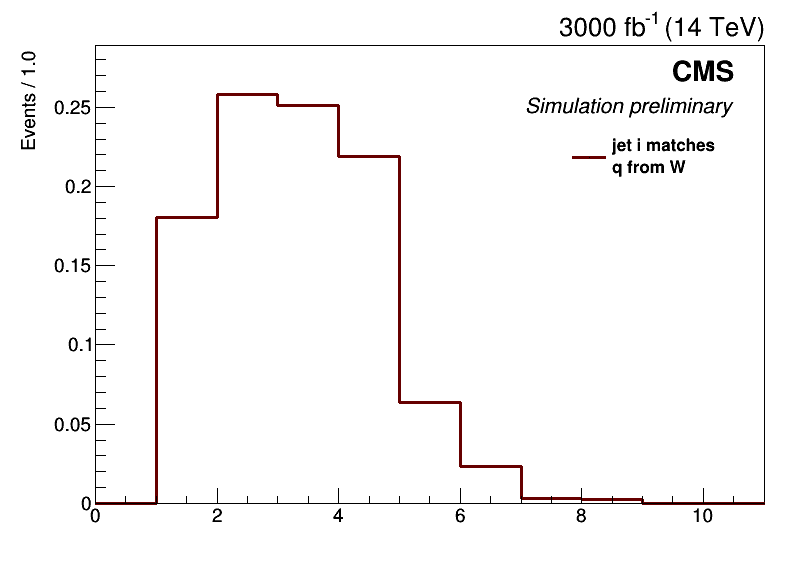 3000 fb-1 (14 TeV)
CMS
Simulation preliminary
jet i matches
q from W
Events / 1.0
0.25
0.2
0.15
0.1
0.05
0
0 2 4 6 8 10